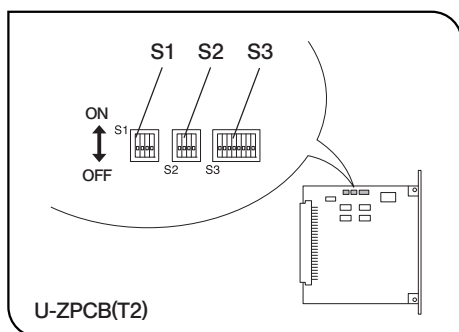 S1 S2 S3
ON
S1
OFF
S2 S3
U-ZPCB(T2)